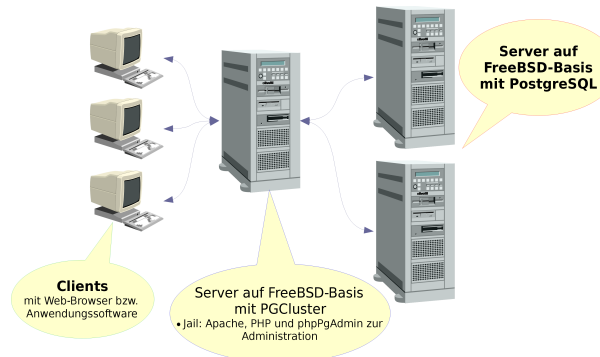 Server auf
FreeBSD-Basis
mit PostgreSQL
Clients
mit Web-Browser bzw.
Anwendungssoftware
Server auf FreeBSD-Basis
mit PGCluster
• Jail: Apache, PHP und phpPgAdmin zur
Administration